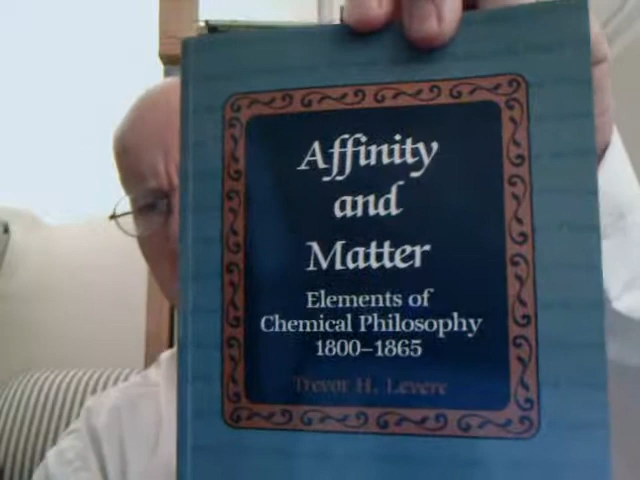 Affinity
and
Matter
Elements of
Chemical Philosophy
1800–1865
Trevor H. Levere